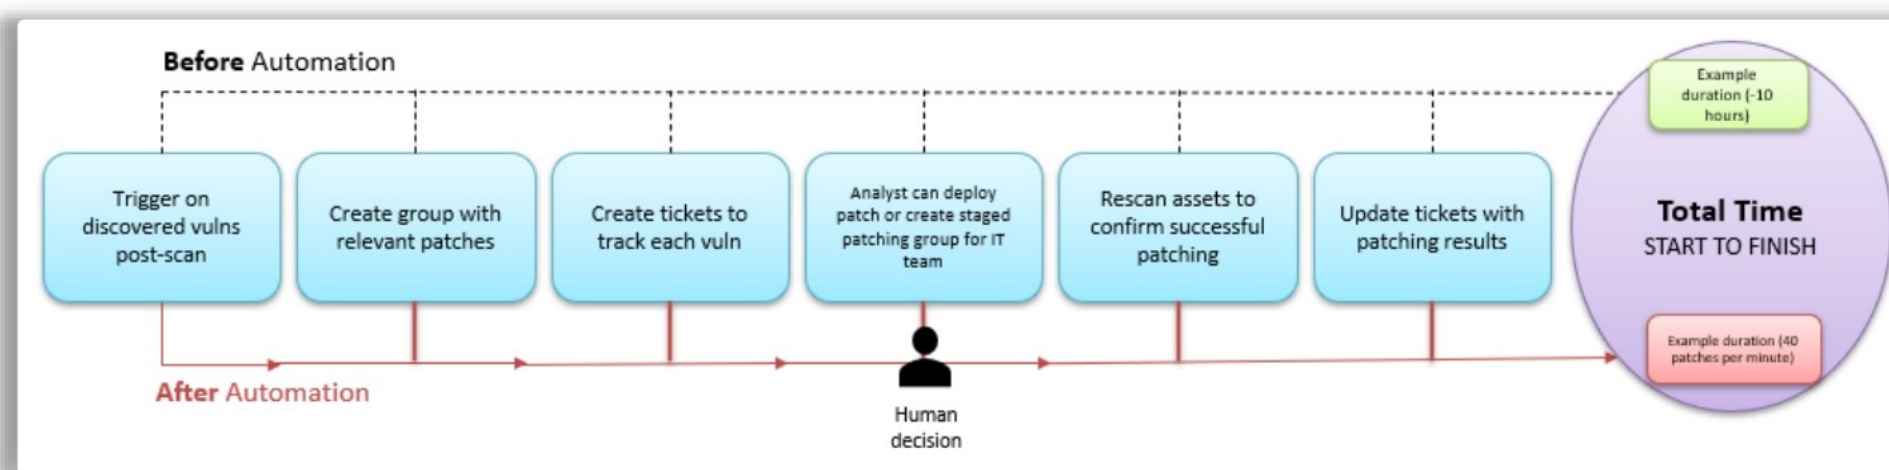 Before Automation
Example
duration (-10
hours)
Trigger on
discovered vulns
post-scan
Create group with
relevant patches
Create tickets to
track each vuln
Analyst can deploy
patch or create staged
patching group for IT
team
Rescan assets to
confirm successful
patching
Update tickets with
patching results
Total Time
START TO FINISH
Example duration (40
patches per minute)
After Automation
Human
decision